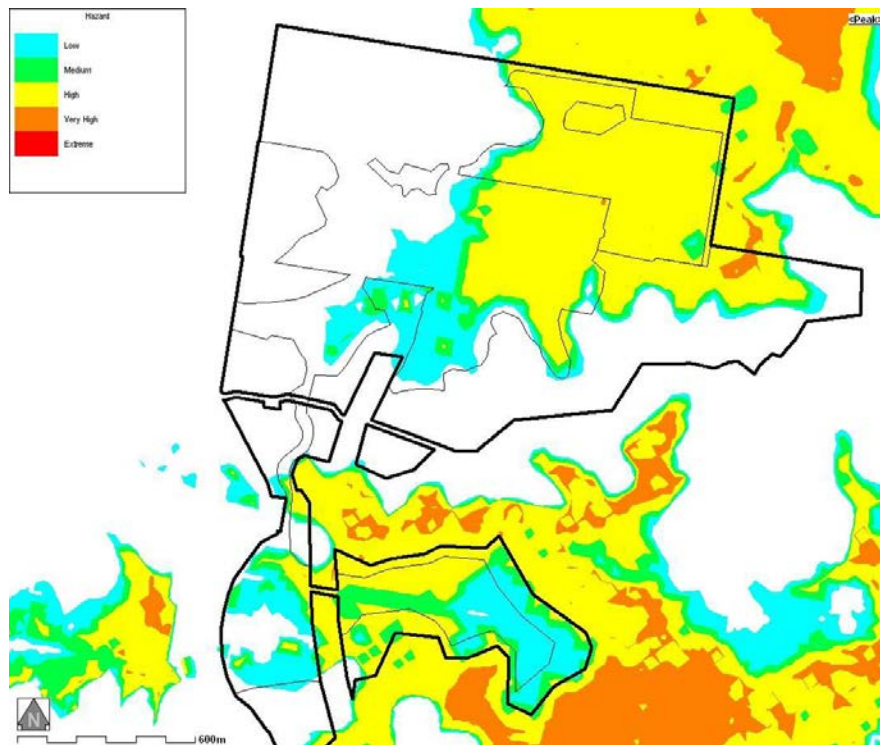 Hazard
Low
Medium
High
Very High
Extreme
<Peak>
N
600m